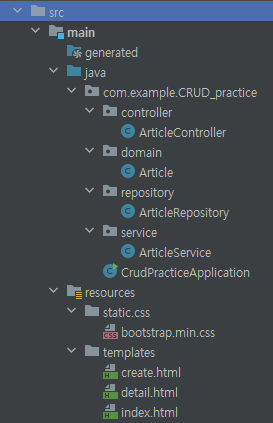 src
main
generated
java
com.example.CRUD_practice
controller
ArticleController
domain
Article
repository
ArticleRepository
service
ArticleService
CrudPracticeApplication
resources
static.css
CSS bootstrap.min.css
templates
H create.html
H detail.html
H index.html